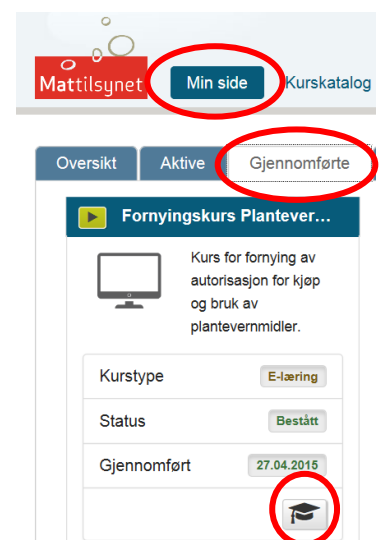 Mattilsynet Min side Kurskatalog
Oversikt Aktive Gjennomførte
Fornyingskurs Plantever...
Kurs for fornying av
autorisasjon for kjøp
og bruk av
plantevernmidler.
Kurstype E-læring
Status Bestått
Gjennomført 27.04.2015